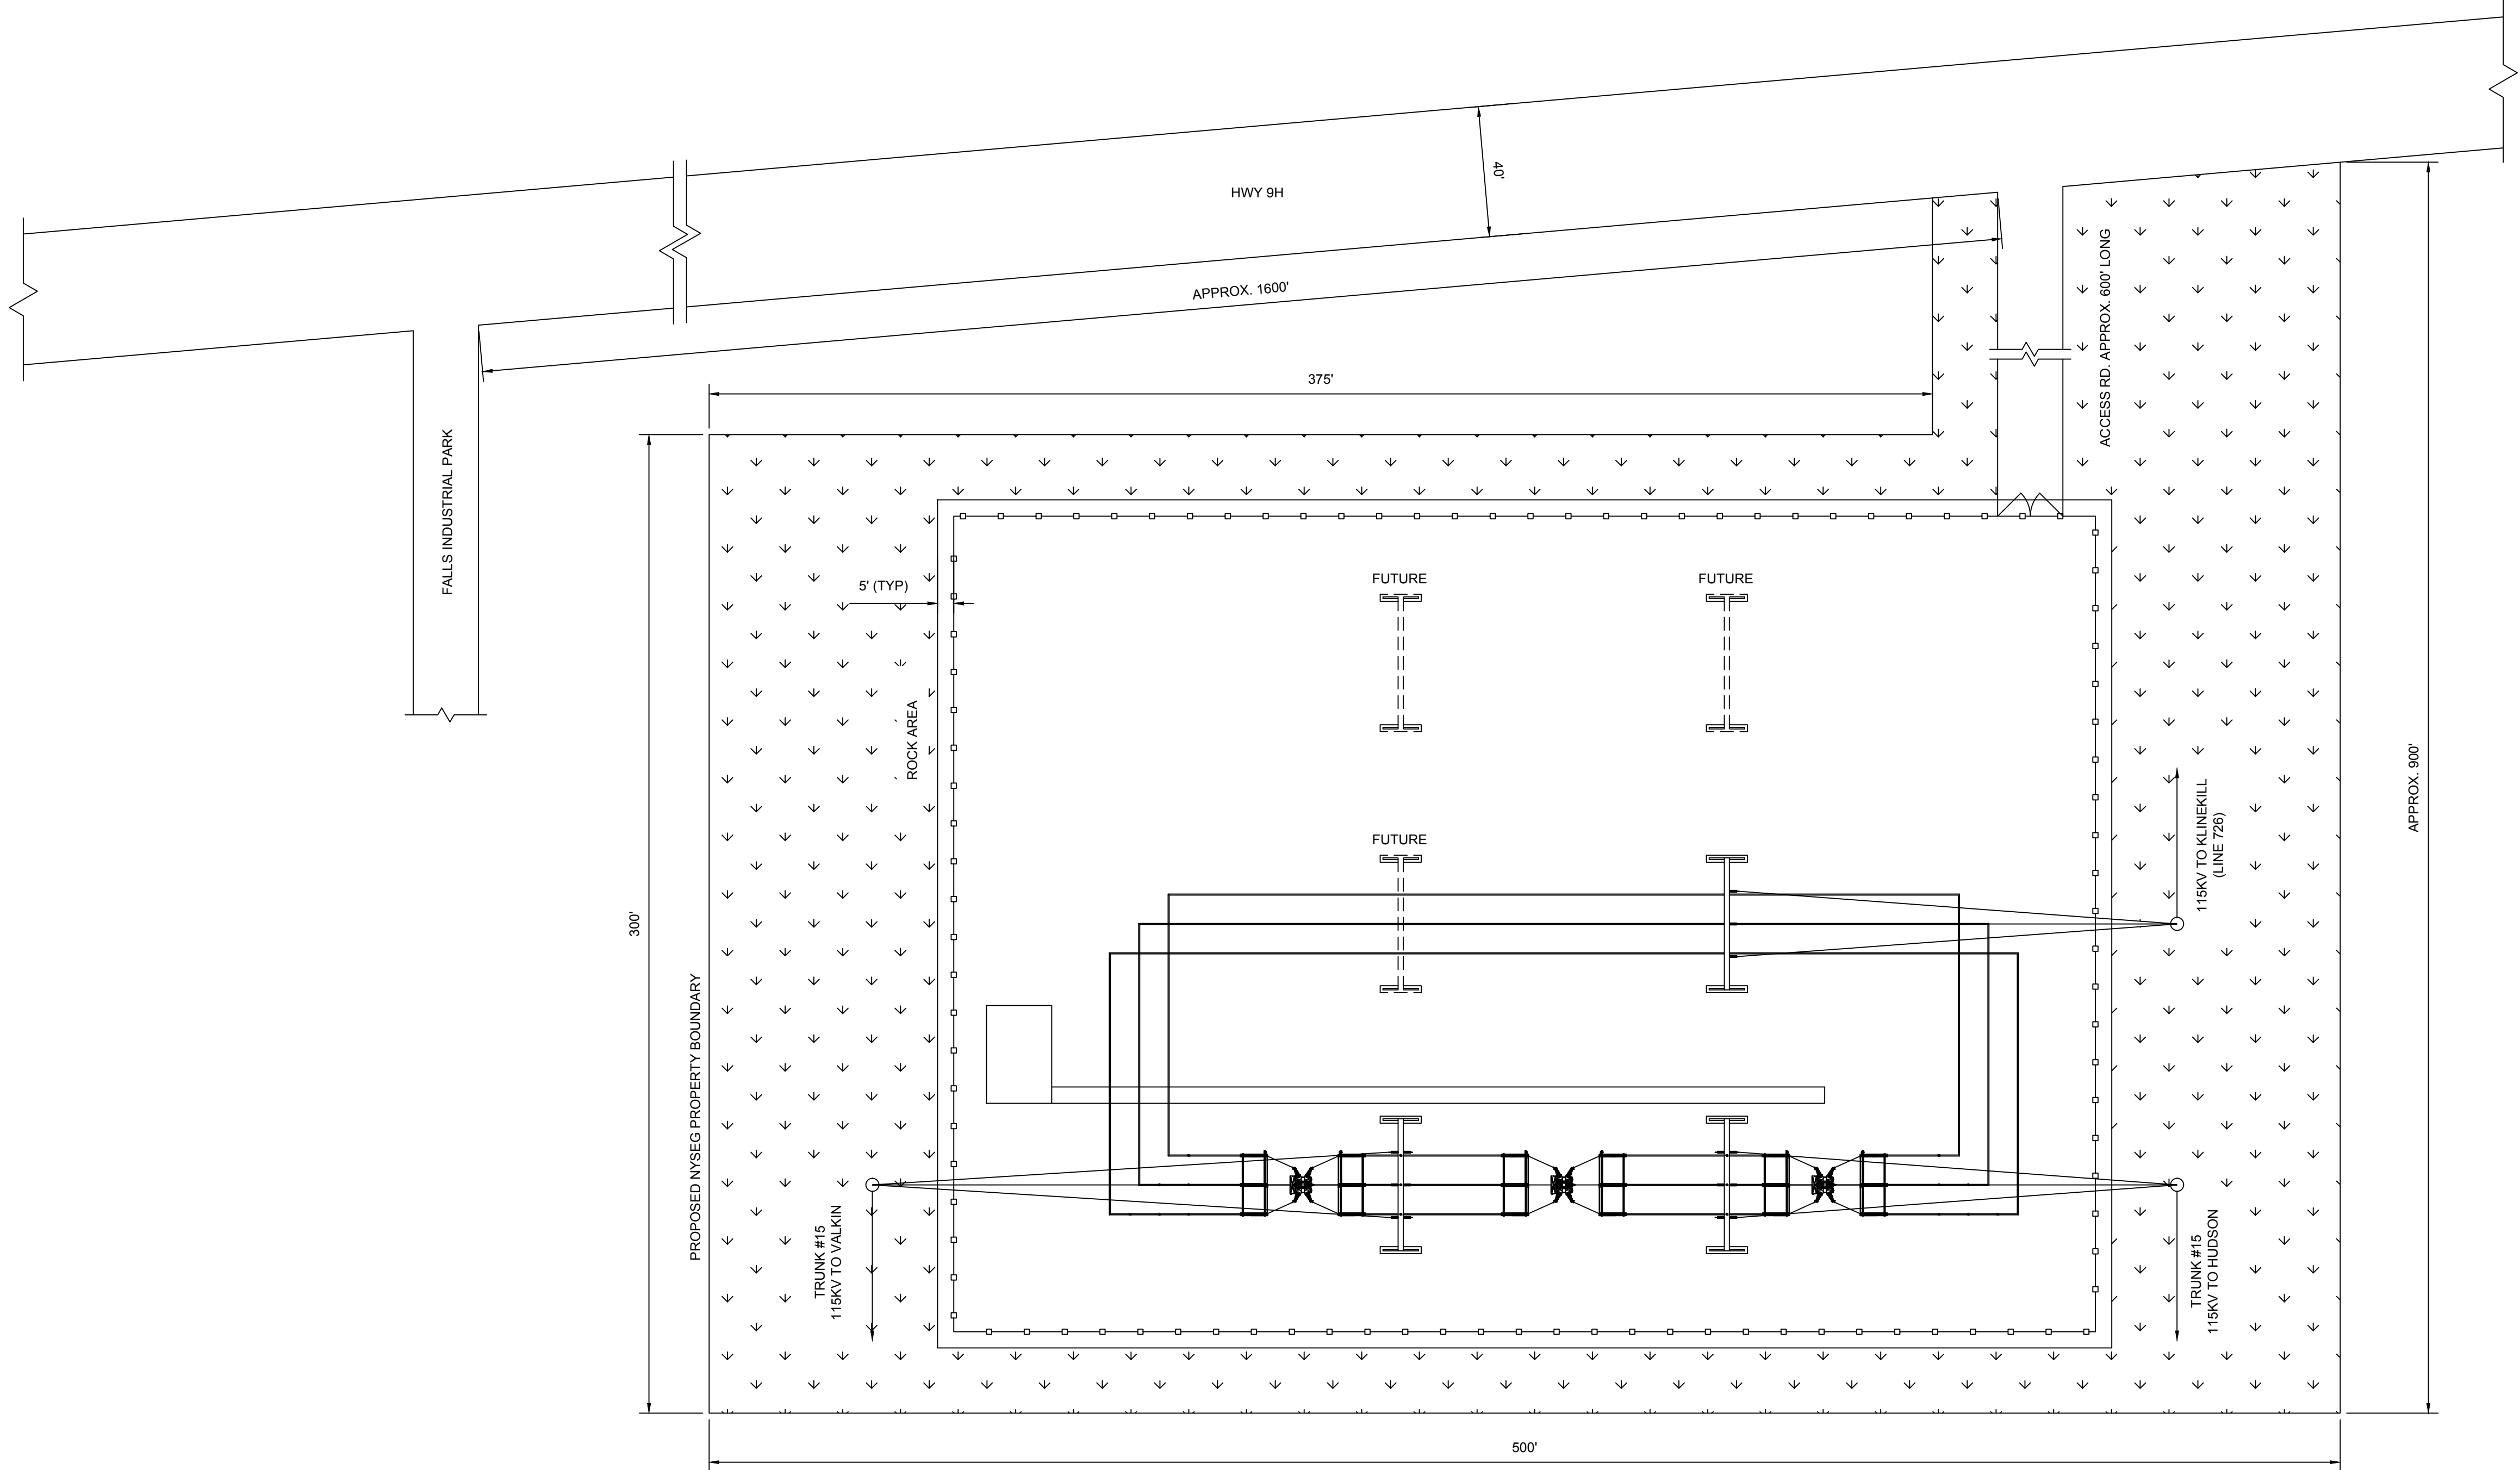 HWY 9H
40'
APPROX. 1600'
ACCESS RD. APPROX. 600' LONG
375'
FALLS INDUSTRIAL PARK
5' (TYP)
FUTURE
FUTURE
ROCK AREA
FUTURE
300'
PROPOSED NYSEG PROPERTY BOUNDARY
115KV TO KLINEKILL
(LINE 726)
APPROX. 900'
TRUNK #15
115KV TO VALKIN
TRUNK #15
115KV TO HUDSON
500'